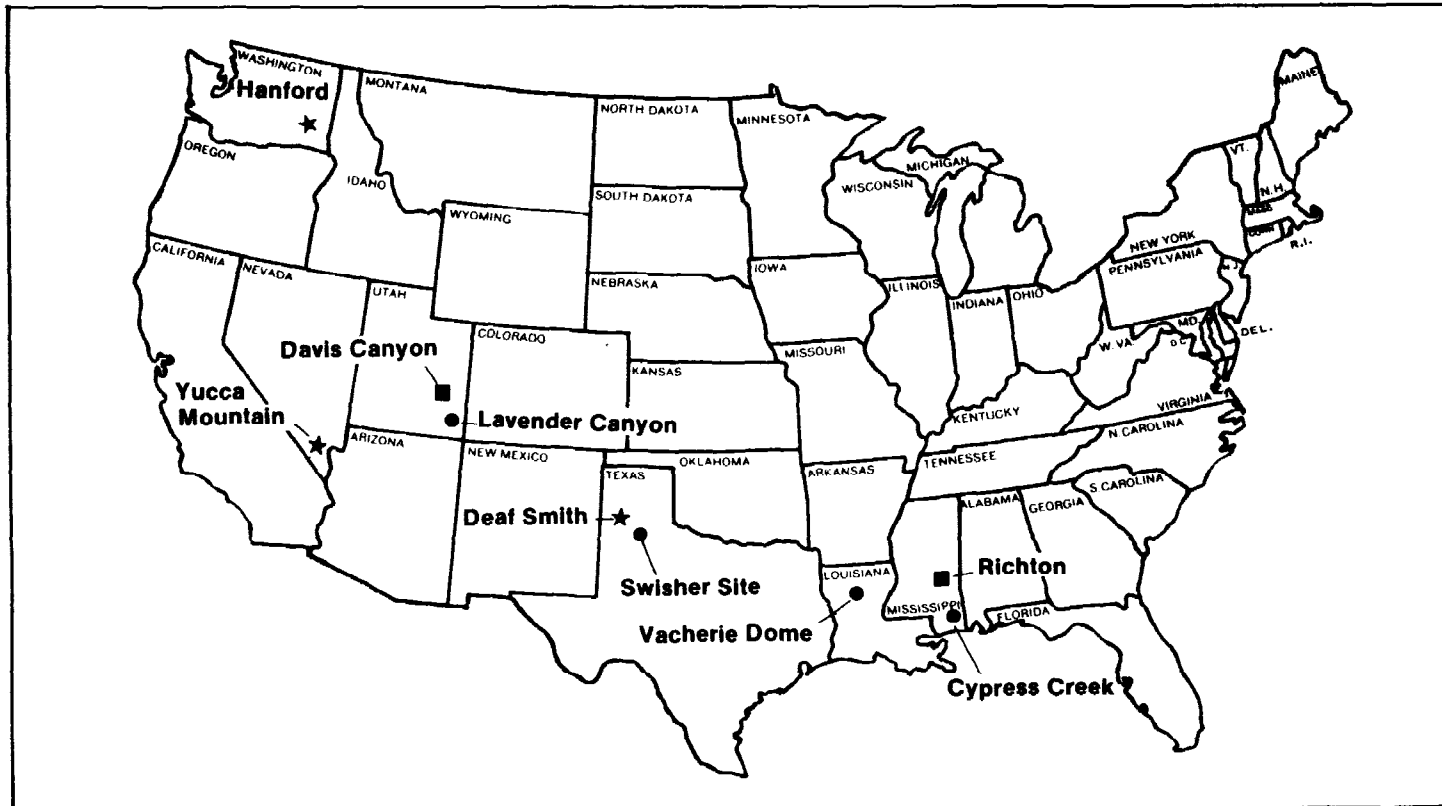 WASHINGTON
Hanford
MONTANA
NORTH DAKOTA
MINNESOTA
MAINE
OREGON
IDAHO
WYOMING
SOUTH DAKOTA
WISCONSIN
MICHIGAN
VT.
N.H.
MASS
CONN
R.I.
NEW YORK
PENNSYLVANIA
N.J.
CALIFORNIA
NEVADA
UTAH
COLORADO
NEBRASKA
IOWA
ILLINOIS
INDIANA
OHIO
MD.
DEL.
D.C.
W.VA
VIRGINIA
Davis Canyon
Yucca
Mountain
Lavender Canyon
KANSAS
MISSOURI
KENTUCKY
N.CAROLINA
ARIZONA
NEW MEXICO
TEXAS
OKLAHOMA
ARKANSAS
TENNESSEE
S.CAROLINA
Deaf Smith
Swisher Site
ALABAMA
GEORGIA
LOUISIANA
Richton
MISSISSIPPI
FLORIDA
Vacherie Dome
Cypress Creek